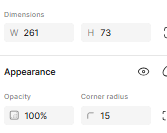 Dimensions
W 261 H 73
Appearance
Opacity Corner radius
100% 15